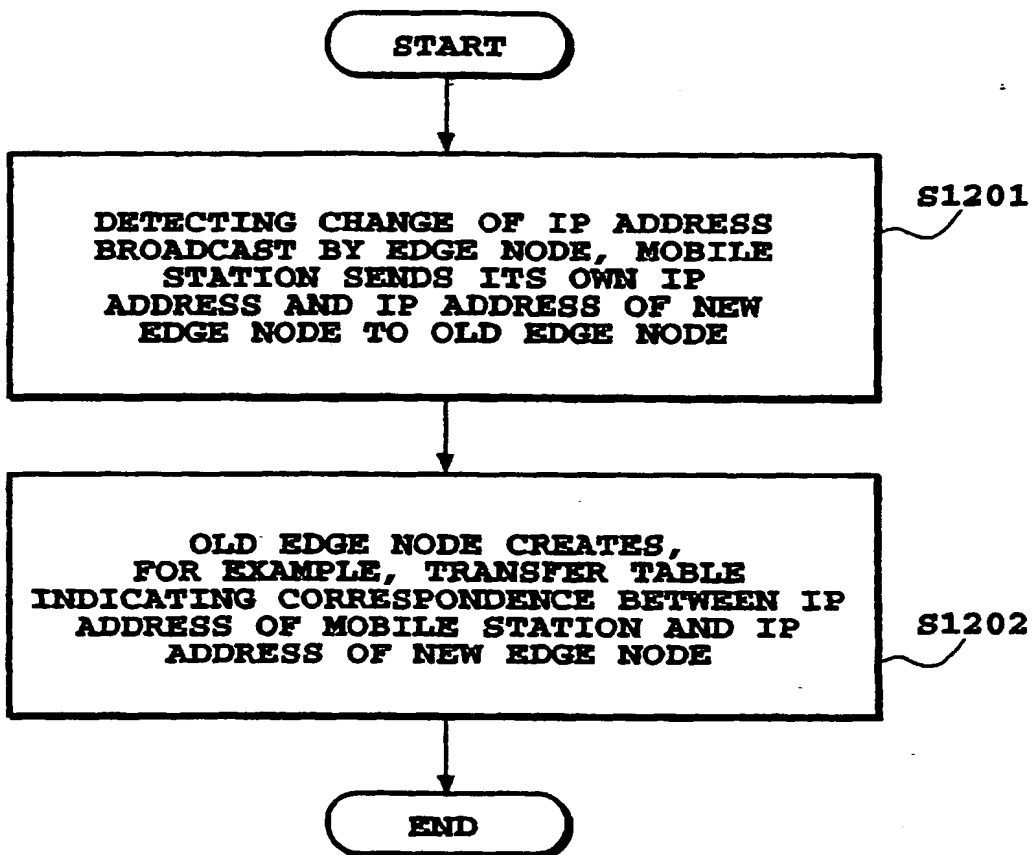 START
DETECTING CHANGE OF IP ADDRESS
BROADCAST BY EDGE NODE, MOBILE
STATION SENDS ITS OWN IP
ADDRESS AND IP ADDRESS OF NEW
EDGE NODE TO OLD EDGE NODE
S1201
OLD EDGE NODE CREATES,
FOR EXAMPLE, TRANSFER TABLE
INDICATING CORRESPONDENCE BETWEEN IP
ADDRESS OF MOBILE STATION AND IP
ADDRESS OF NEW EDGE NODE
S1202
END